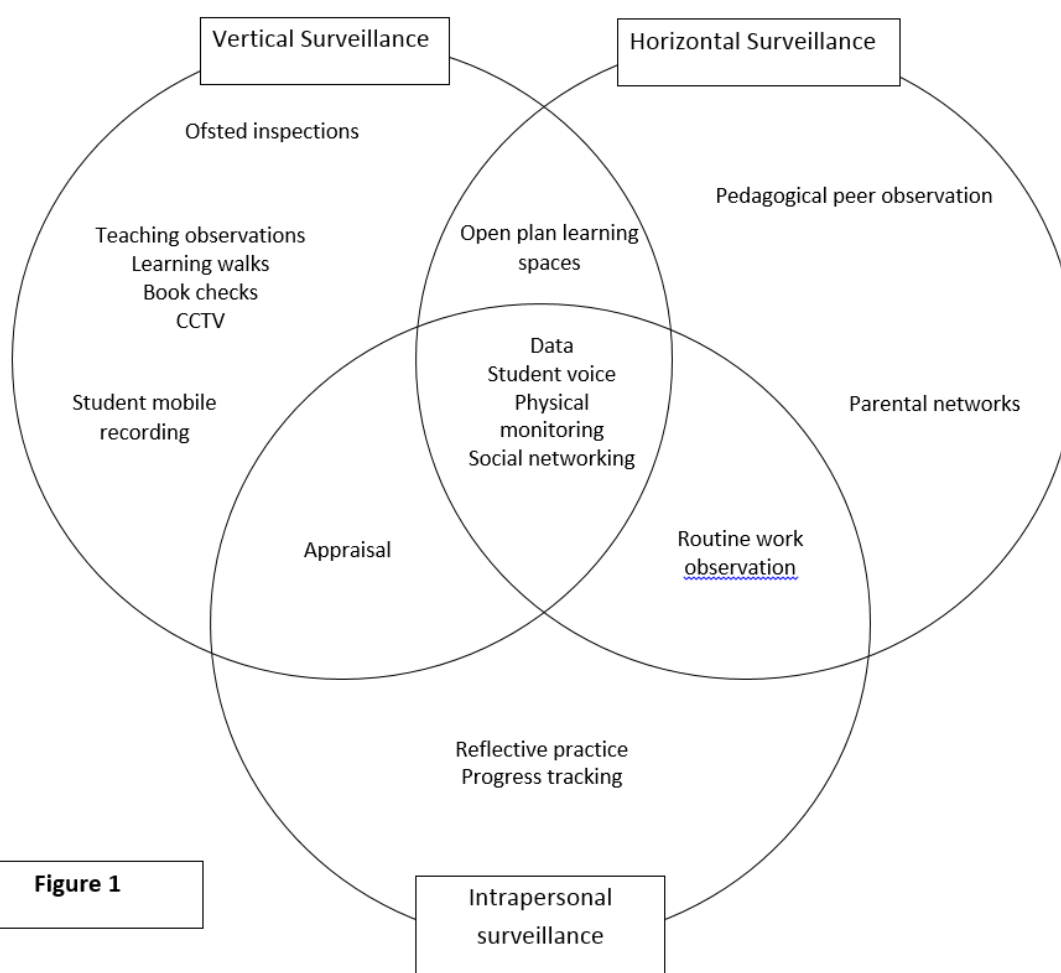 Vertical Surveillance
Horizontal Surveillance
Ofsted inspections
Pedagogical peer observation
Teaching observations
Learning walks
Book checks
CCTV
Open plan learning
spaces
Data
Student voice
Physical
monitoring
Social networking
Student mobile
recording
Parental networks
Appraisal
Routine work
observation
Reflective practice
Progress tracking
Figure 1
Intrapersonal
surveillance